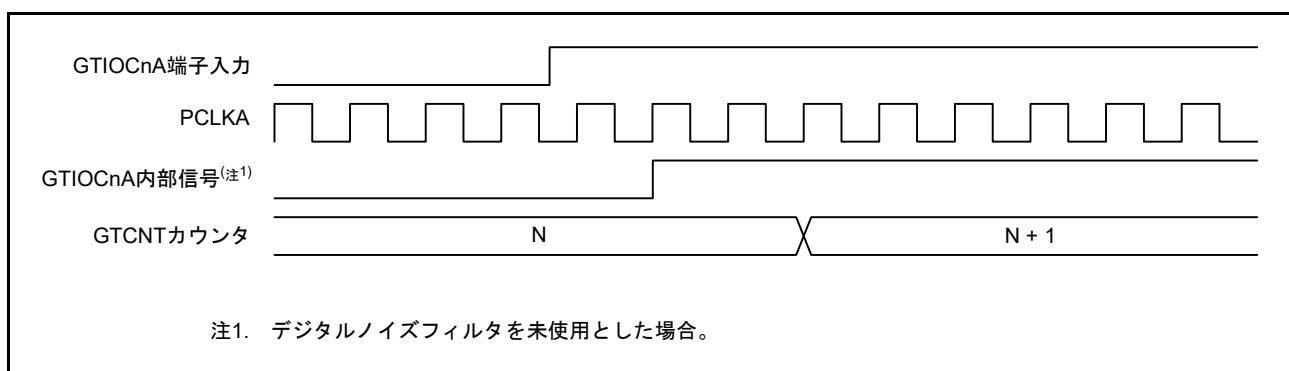 GTIOCnA端子入力
PCLKA
GTIOCnA内部信号(注1)
GTCNTカウンタ
N
N + 1
注1. デジタルノイズフィルタを未使用とした場合。